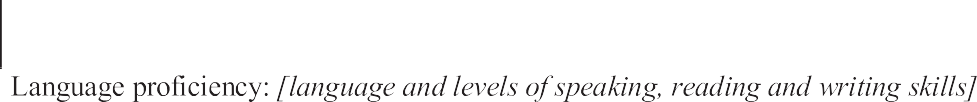 Language proficiency: [language and levels of speaking, reading and writing skills]